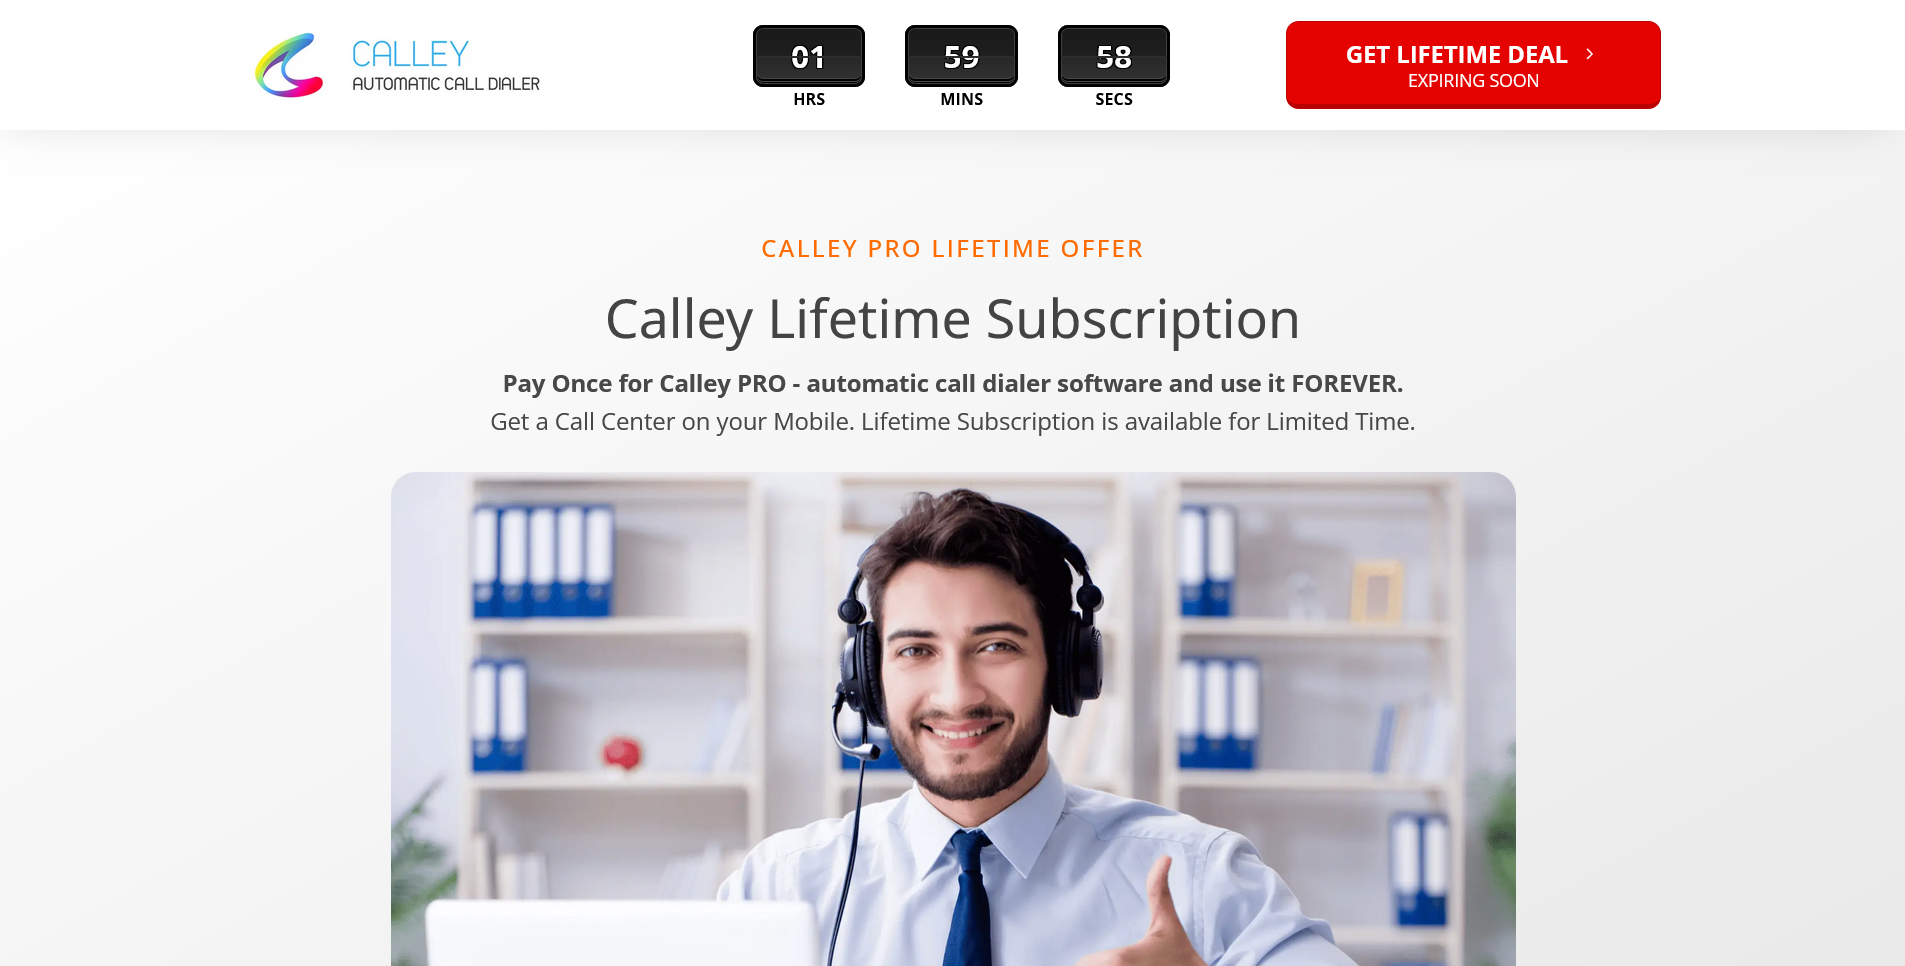 CALLEY
AUTOMATIC CALL DIALER
01
HRS
59
MINS
58
SECS
GET LIFETIME DEAL
EXPIRING SOON
CALLEY PRO LIFETIME OFFER
Calley Lifetime Subscription
Pay Once for Calley PRO - automatic call dialer software and use it FOREVER.
Get a Call Center on your Mobile. Lifetime Subscription is available for Limited Time.